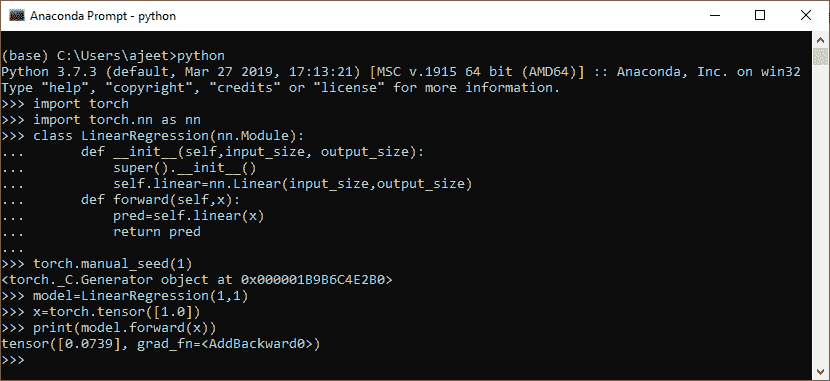 Anaconda Prompt - python
(base) C:\Users\ajeet>python
Python 3.7.3 (default, Mar 27 2019, 17:13:21) [MSC v.1915 64 bit (AMD64)] :: Anaconda, Inc. on win32
Type "help", "copyright", "credits" or "license" for more information.
>>> import torch
>>> import torch.nn as nn
>>> class LinearRegression(nn.Module):
...     def __init__(self,input_size, output_size):
...         super().__init__()
...         self.linear=nn.Linear(input_size,output_size)
...     def forward(self,x):
...         pred=self.linear(x)
...         return pred
...
>>> torch.manual_seed(1)
<torch._C.Generator object at 0x000001B9B6C4E2B0>
>>> model=LinearRegression(1,1)
>>> x=torch.tensor([1.0])
>>> print(model.forward(x))
tensor([0.0739], grad_fn=<AddBackward0>)
>>>